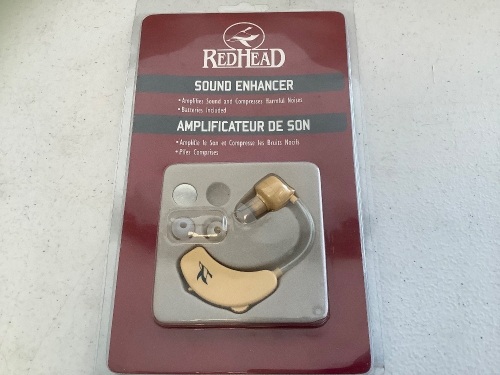 REDHEAD
SOUND ENHANCER
• Amplifies Sound and Compresses Harmful Noises
• Batteries Included
AMPLIFICATEUR DE SON
• Amplifie le Son et Compresse les Bruits Nocifs
• Piles Comprises